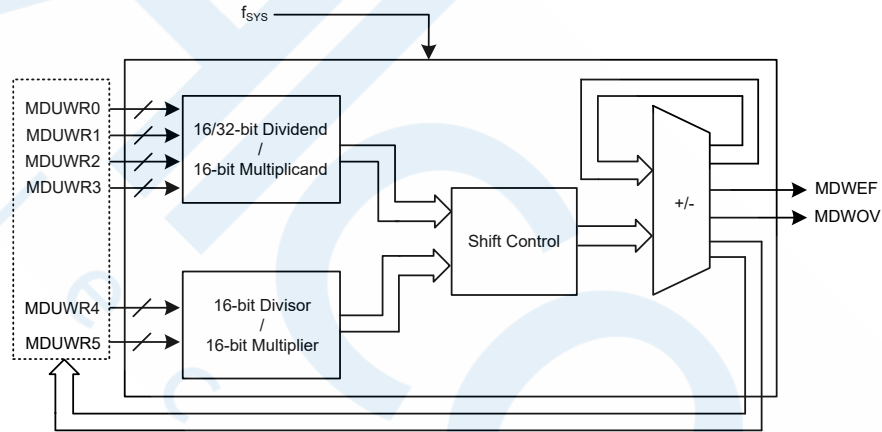 fSYS
MDUWR0
MDUWR1
MDUWR2
MDUWR3
16/32-bit Dividend
/
16-bit Multiplicand
MDUWR4
MDUWR5
16-bit Divisor
/
16-bit Multiplier
Shift Control
+/-
MDWEF
MDWOV